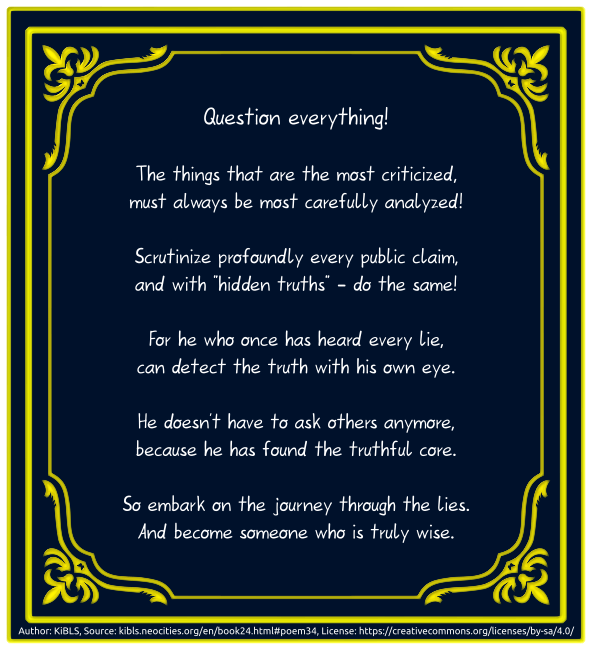 Question everything!
The things that are the most criticized,
must always be most carefully analyzed!
Scrutinize profoundly every public claim,
and with "hidden truths" – do the same!
For he who once has heard every lie,
can detect the truth with his own eye.
He doesn't have to ask others anymore,
because he has found the truthful core.
So embark on the journey through the lies.
And become someone who is truly wise.
Author: KiBLS, Source: kibls.neocities.org/en/book24.html#poem34, License: https://creativecommons.org/licenses/by-sa/4.0/